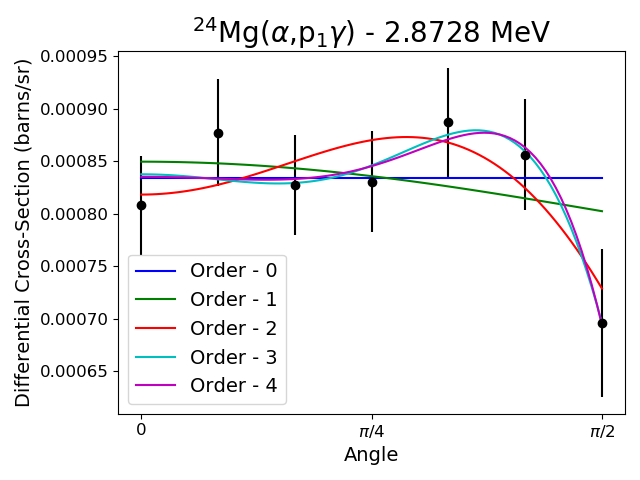 ²⁴Mg(α,p₁γ) - 2.8728 MeV
Differential Cross-Section (barns/sr)
0.00095
0.00090
0.00085
0.00080
0.00075
0.00070
0.00065
Order - 0
Order - 1
Order - 2
Order - 3
Order - 4
0 π/4 π/2
Angle